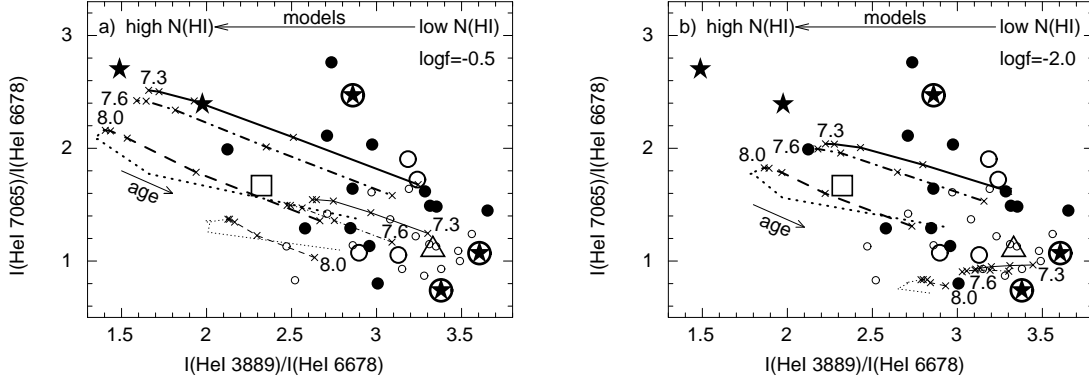 a) high N(HI) models low N(HI)
logf=-0.5
7.3
7.6
8.0
age
7.3
7.6
8.0
3
2
1
1.5 2 2.5 3 3.5
I(HeI 3889)/I(HeI 6678)
I(HeI 7065)/I(HeI 6678)
b) high N(HI) models low N(HI)
logf=-2.0
7.3
7.6
8.0
age
7.3
7.6
8.0
3
2
1
1.5 2 2.5 3 3.5
I(HeI 3889)/I(HeI 6678)
I(HeI 7065)/I(HeI 6678)